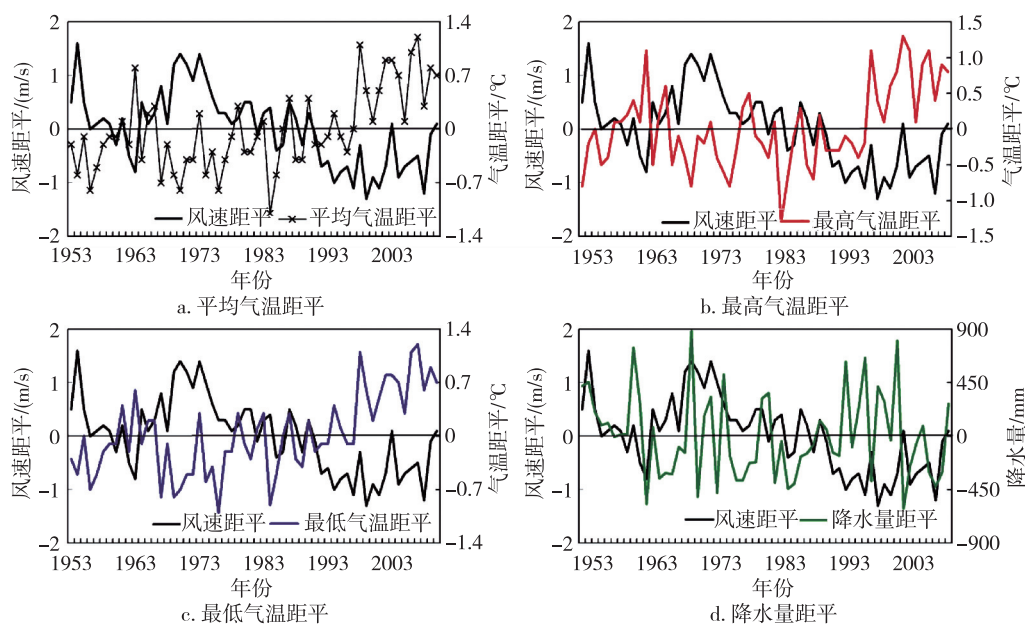 2
1
0
-1
-2
风速距平/(m/s)
1.4
0.7
0
-0.7
-1.4
气温距平/℃
风速距平 平均气温距平
1953 1963 1973 1983 1993 2003
年份
a. 平均气温距平
2
1
0
-1
-2
风速距平/(m/s)
1.5
1.0
0.5
0
-0.5
-1.0
-1.5
气温距平/℃
风速距平 最高气温距平
1953 1963 1973 1983 1993 2003
年份
b. 最高气温距平
2
1
0
-1
-2
风速距平/(m/s)
1.4
0.7
0
-0.7
-1.4
气温距平/℃
风速距平 最低气温距平
1953 1963 1973 1983 1993 2003
年份
c. 最低气温距平
2
1
0
-1
-2
风速距平/(m/s)
900
450
0
-450
-900
降水量/mm
风速距平 降水量距平
1953 1963 1973 1983 1993 2003
年份
d. 降水量距平